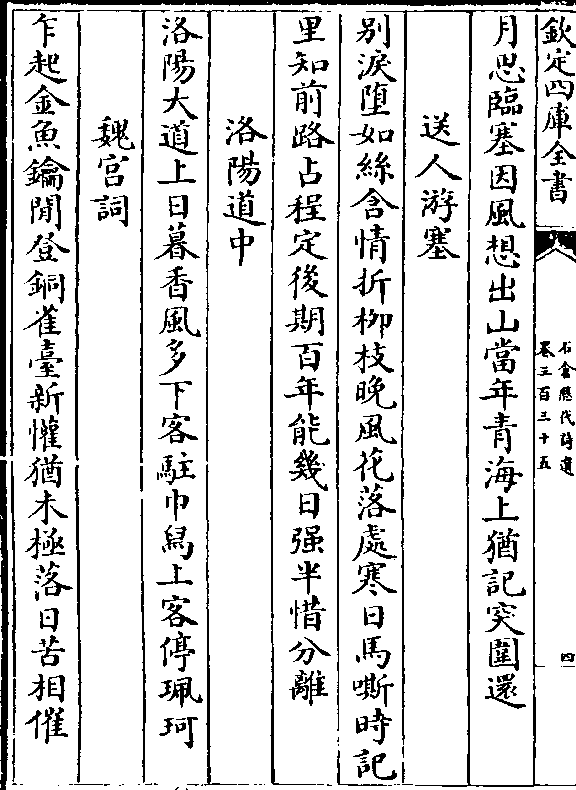 欽定四庫全書
石倉歷代詩選
卷三百三十五
四
月思臨塞因風想出山當年青海上猶記突圍還
送人游塞
别淚墮如絲含情折柳枝晚風花落處寒日馬嘶時記
里知前路占程定後期百年能幾日强半惜分離
洛陽道中
洛陽大道上日暮香風多下客駐巾舄上客停珮珂
魏宫詞
乍起金魚鑰閒登銅雀臺新懽猶未極落日苦相催